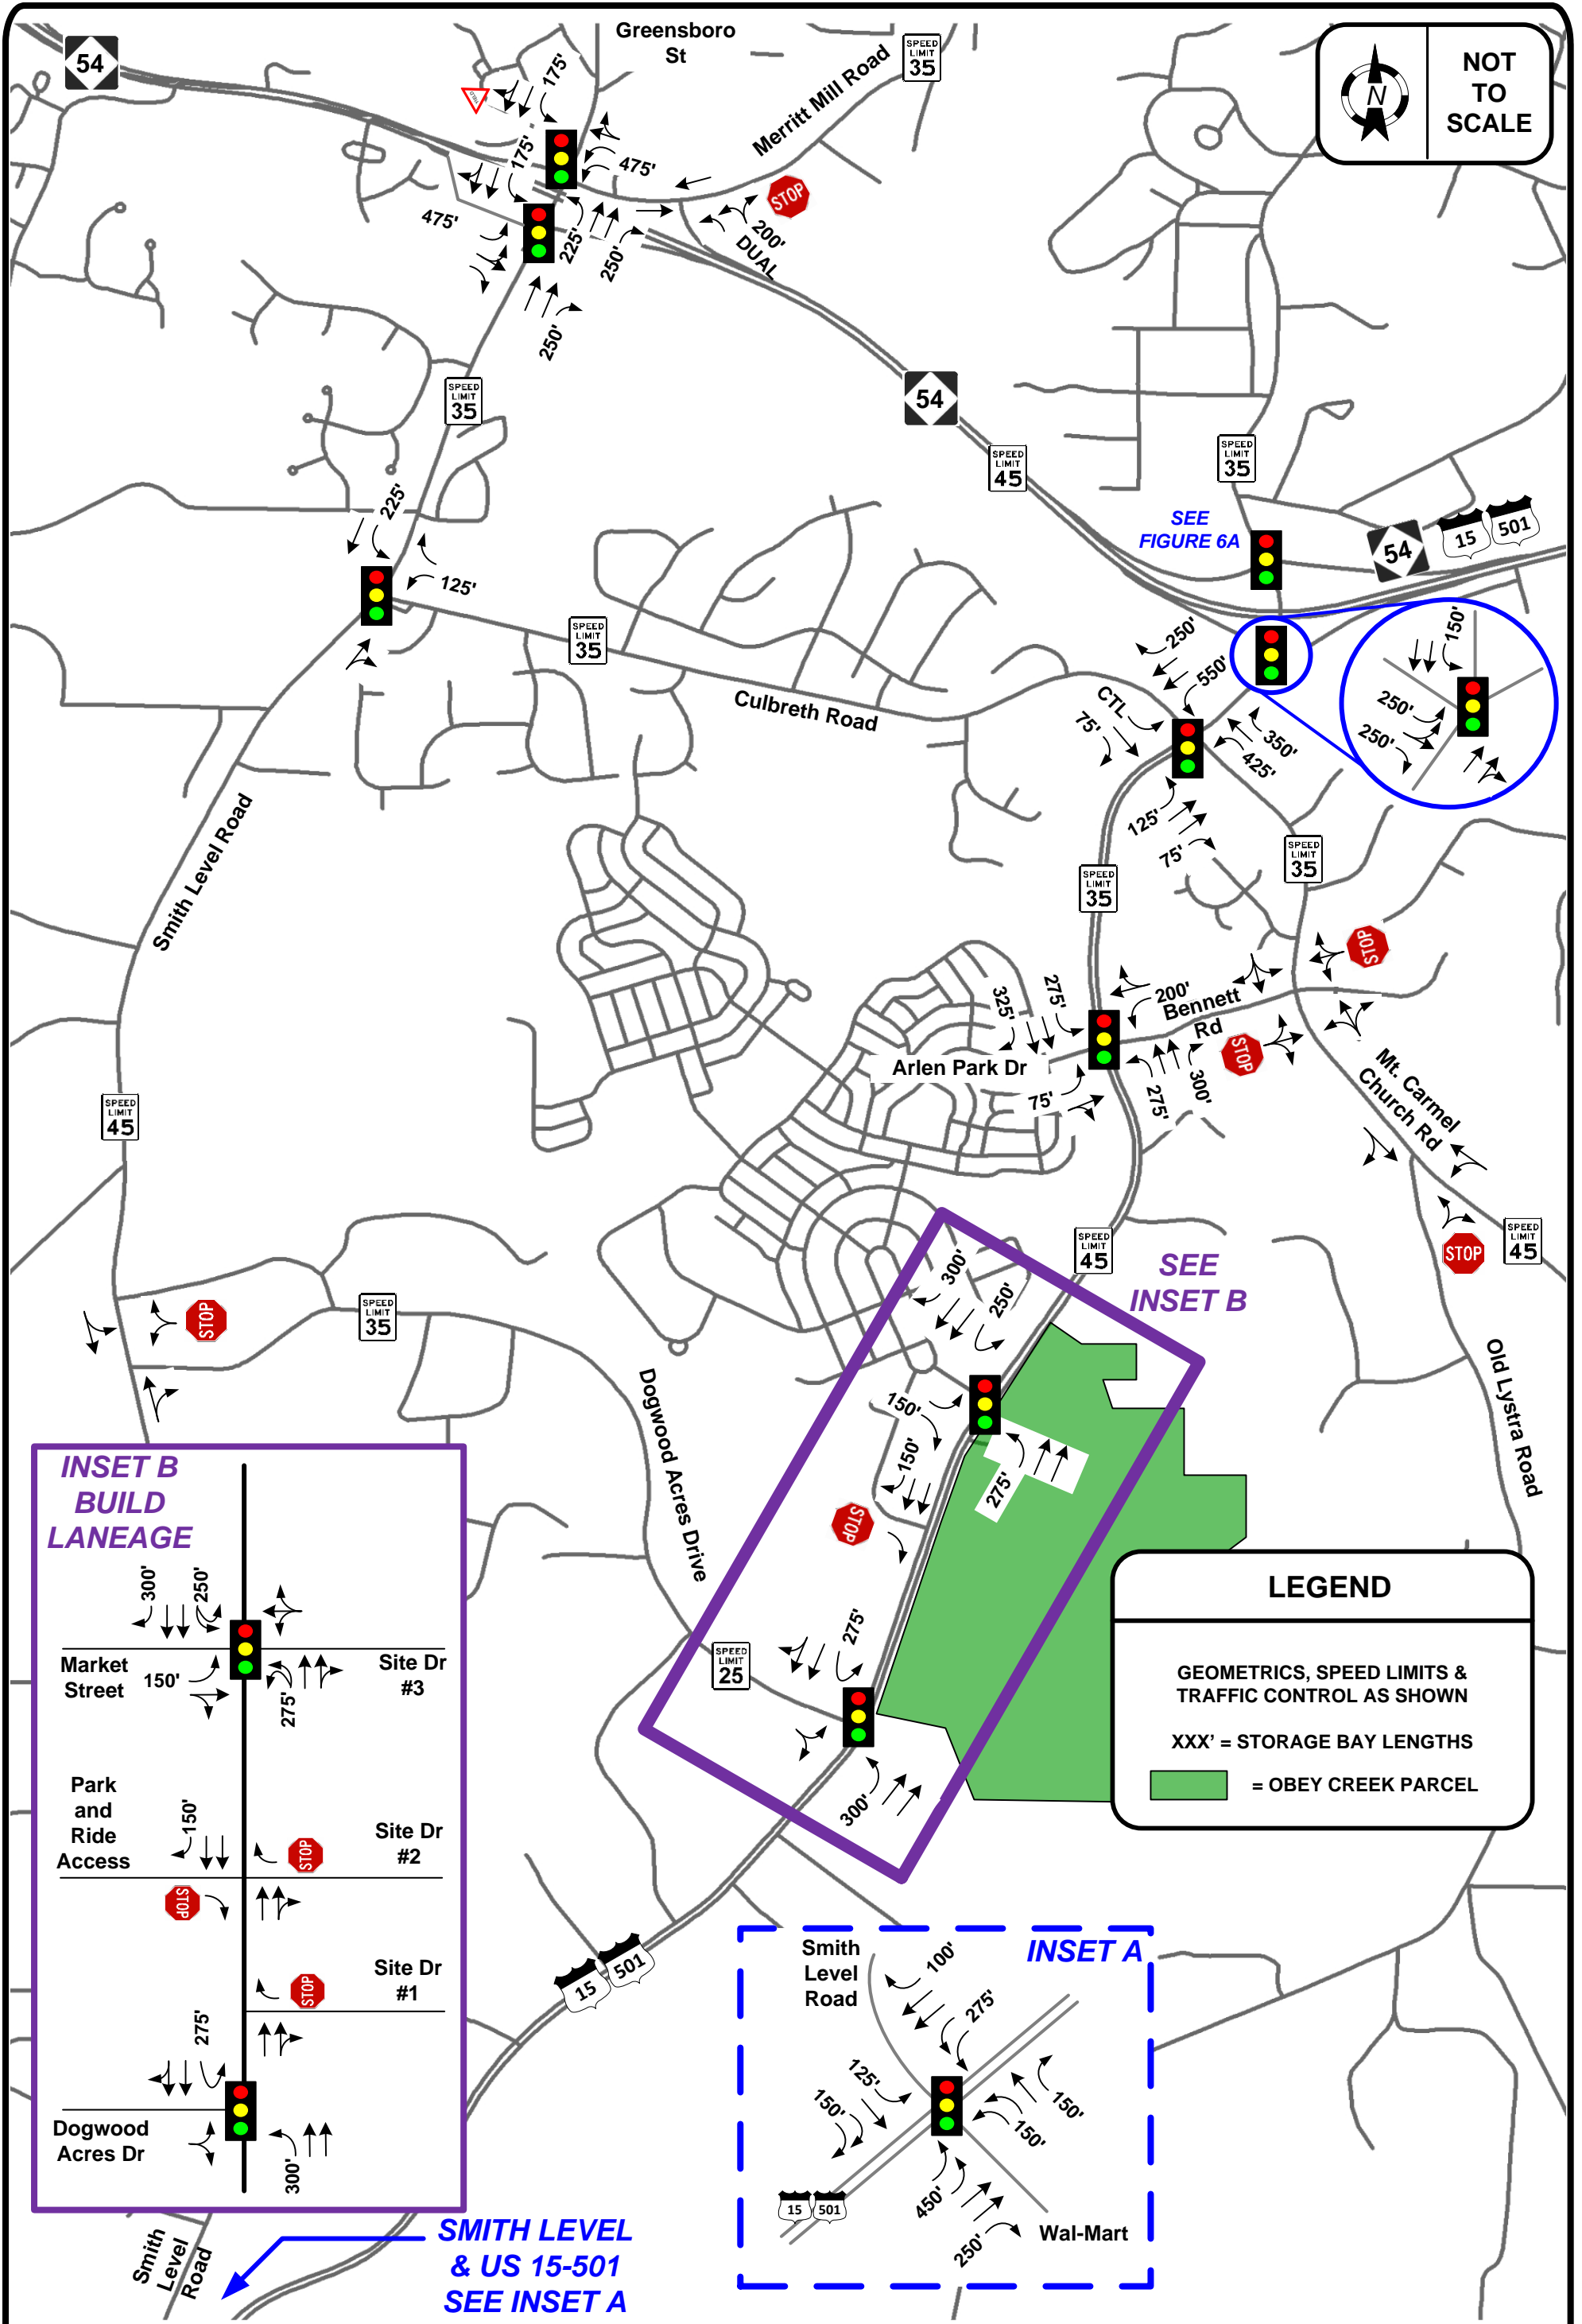 54
Greensboro
St
SPEED
LIMIT
35
Merritt Mill Road
NOT
TO
SCALE
N
175'
175'
475'
475'
STOP
200'
DUAL
225'
250'
250'
SPEED
LIMIT
35
54
SPEED
LIMIT
45
SPEED
LIMIT
35
SEE
FIGURE 6A
54
15
501
225'
125'
SPEED
LIMIT
35
Culbreth Road
250'
550'
CTL
75'
350'
425'
125'
75'
150'
250'
250'
SPEED
LIMIT
35
SPEED
LIMIT
35
Smith Level Road
STOP
325'
275'
200'
Bennett
Rd
STOP
Arlen Park Dr
75'
275'
300'
Mt. Carmel
Church Rd
SPEED
LIMIT
45
STOP
SPEED
LIMIT
45
SPEED
LIMIT
45
SEE
INSET B
300'
250'
STOP
SPEED
LIMIT
35
Dogwood Acres Drive
Old Lystra Road
150'
150'
275'
STOP
275'
SPEED
LIMIT
25
300'
INSET B
BUILD
LANEAGE
300'
250'
Market
Street
150'
275'
Site Dr
#3
Park
and
Ride
Access
150'
STOP
Site Dr
#2
STOP
STOP
Site Dr
#1
275'
Dogwood
Acres Dr
300'
LEGEND
GEOMETRICS, SPEED LIMITS &
TRAFFIC CONTROL AS SHOWN
XXX' = STORAGE BAY LENGTHS
= OBEY CREEK PARCEL
15
501
INSET A
Smith
Level
Road
100'
275'
125'
150'
150'
150'
450'
250'
15
501
Wal-Mart
Smith
Level
Road
SMITH LEVEL
& US 15-501
SEE INSET A